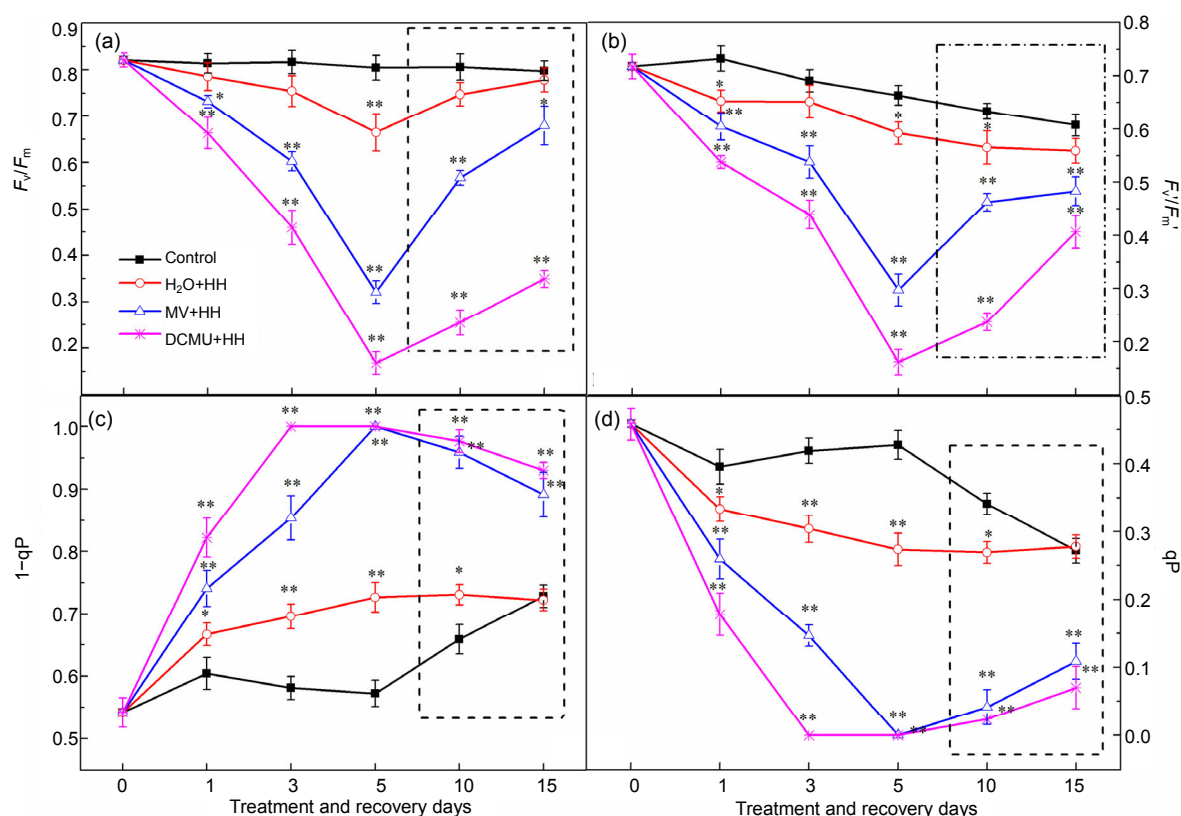 (a)
0.9
0.8
0.7
0.6
0.5
0.4
0.3
0.2
Fv/Fm
Control
H2O+HH
MV+HH
DCMU+HH
* ** ** ** ** ** ** ** * **
(b)
0.8
0.7
0.6
0.5
0.4
0.3
0.2
0.1
Fv'/Fm'
* ** ** ** ** * ** ** * ** ** ** **
(c)
1.0
0.9
0.8
0.7
0.6
0.5
1−qP
** ** * ** ** ** ** ** ** ** * ** **
0 1 3 5 10 15
Treatment and recovery days
(d)
0.5
0.4
0.3
0.2
0.1
0.0
qP
* ** ** ** ** ** ** ** ** * ** ** ** **
0 1 3 5 10 15
Treatment and recovery days